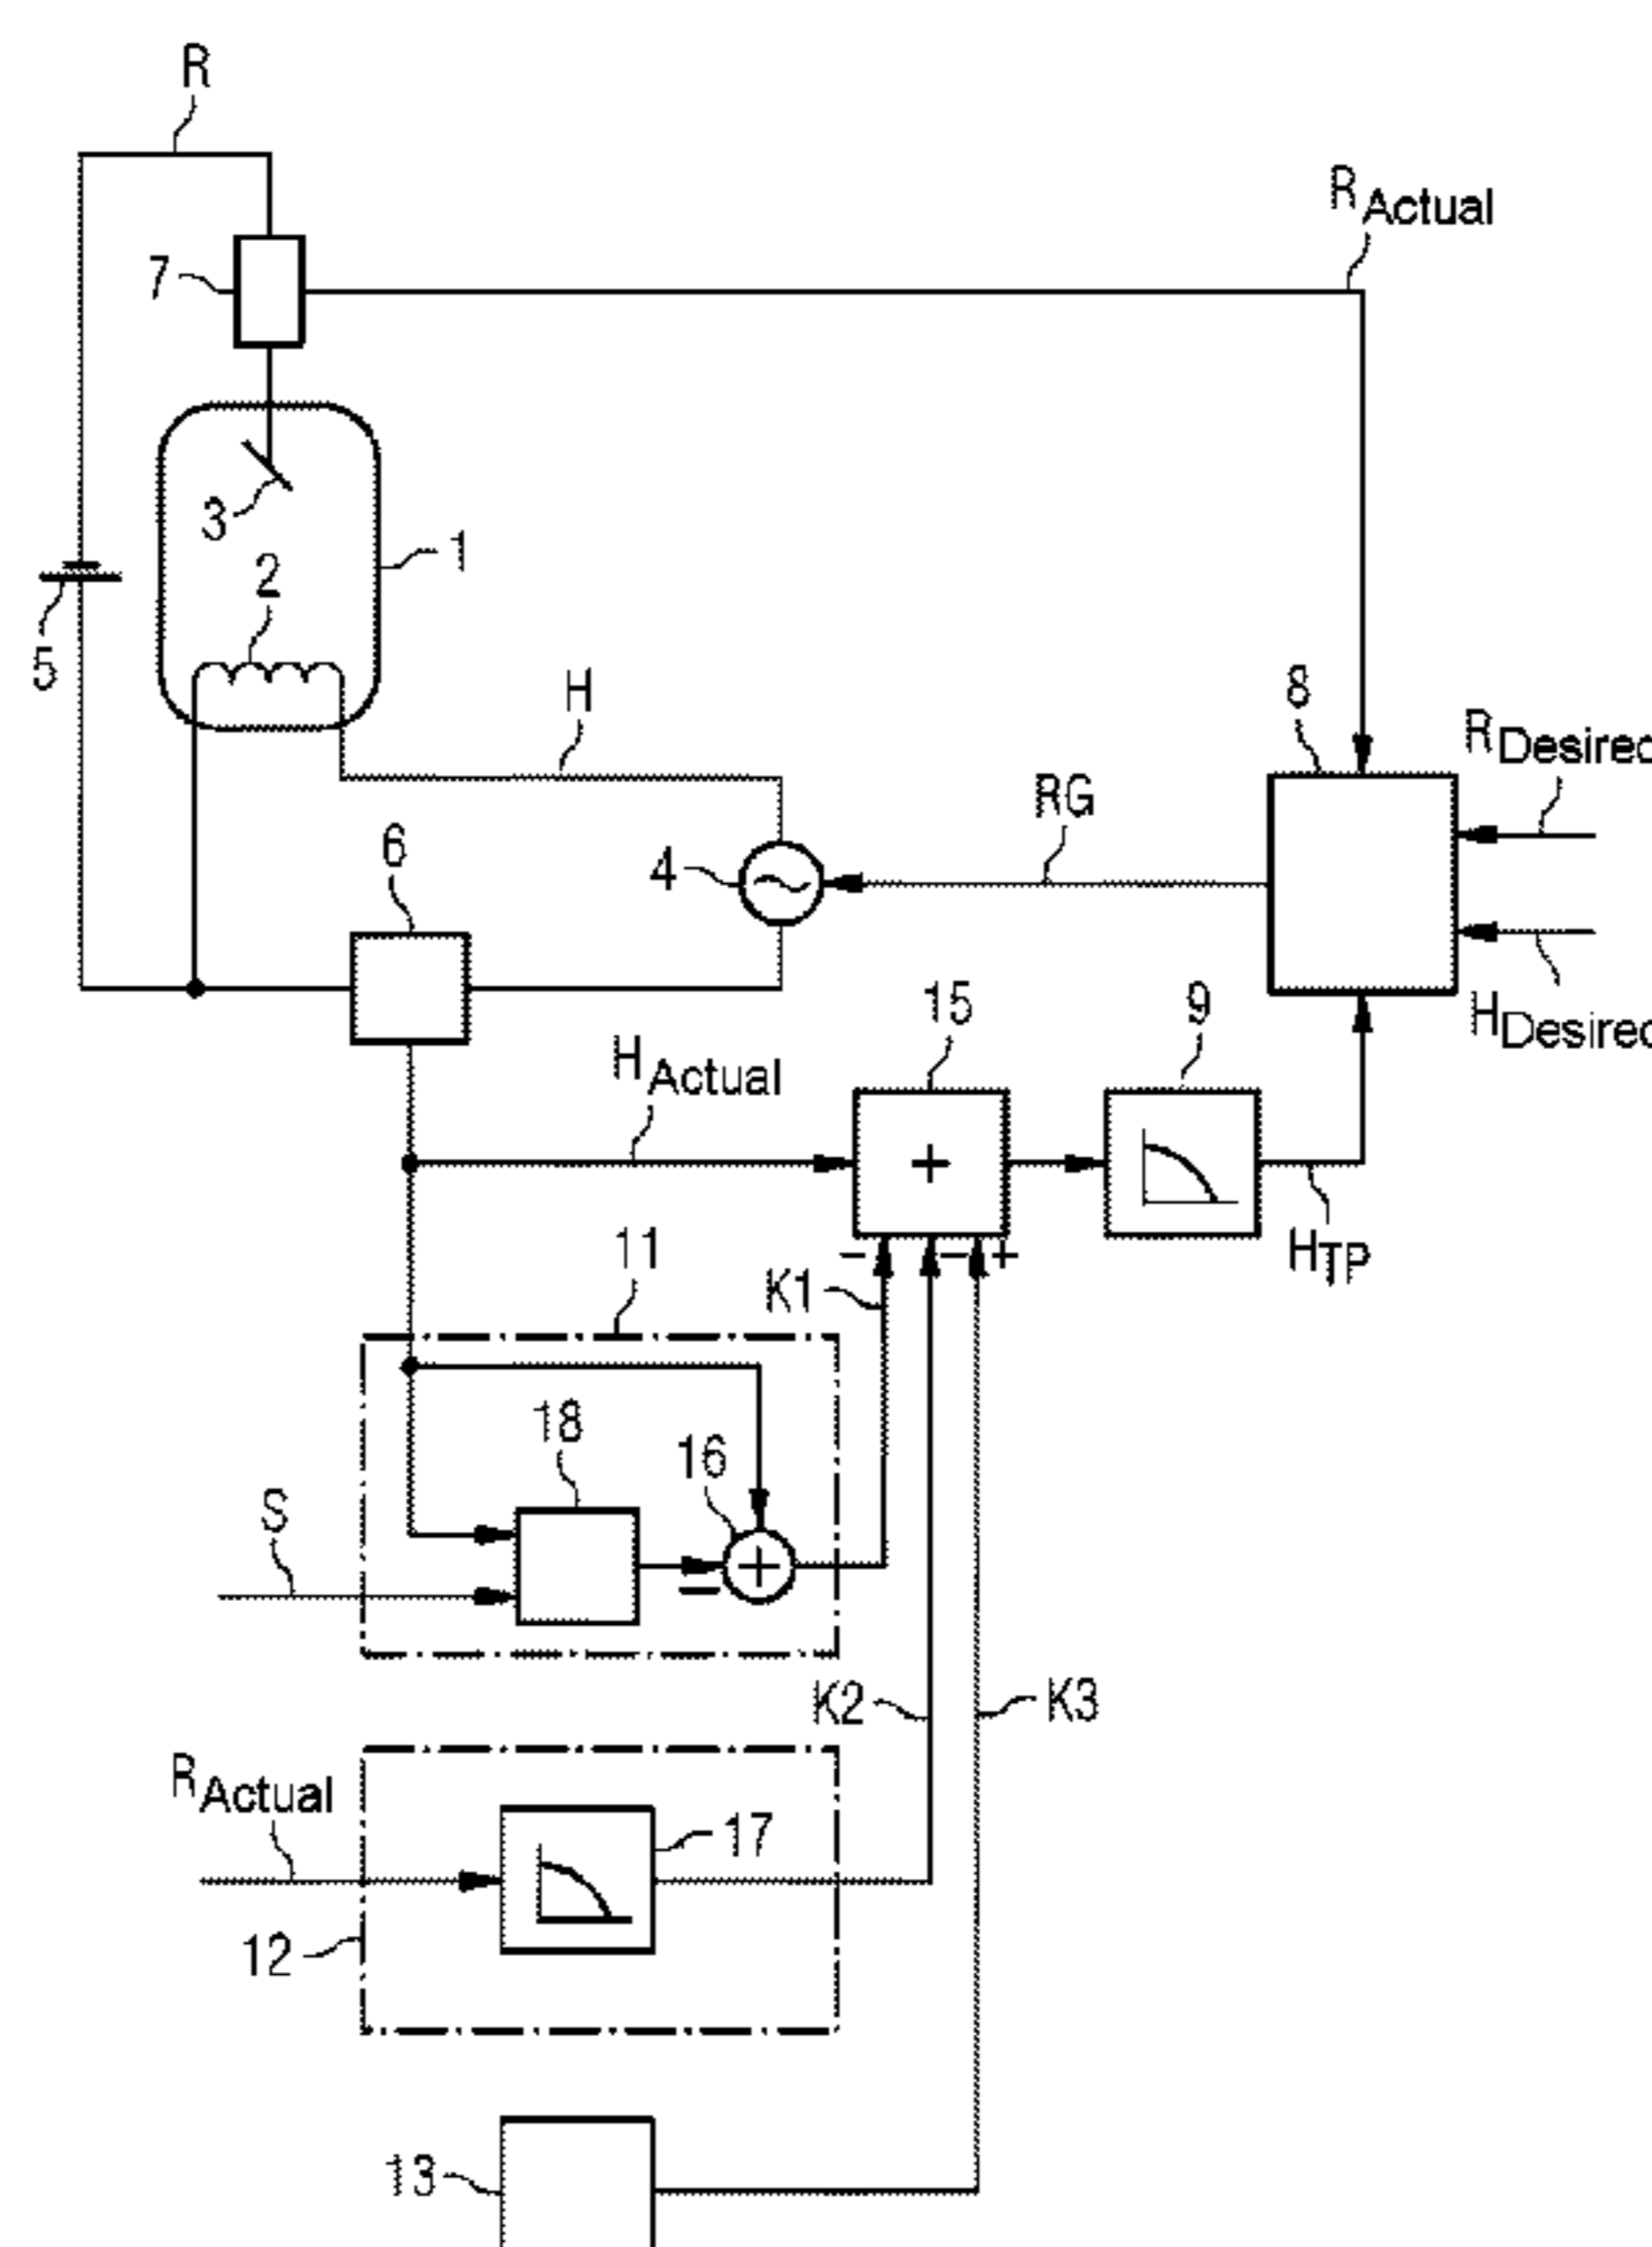 R
R Actual
7
3
1
2
5
H
8
R Desired
RG
6
4
H Desired
15
9
H Actual
+
- - +
H TP
11
K1
18
16
S
+
-
K2
K3
R Actual
17
12
13